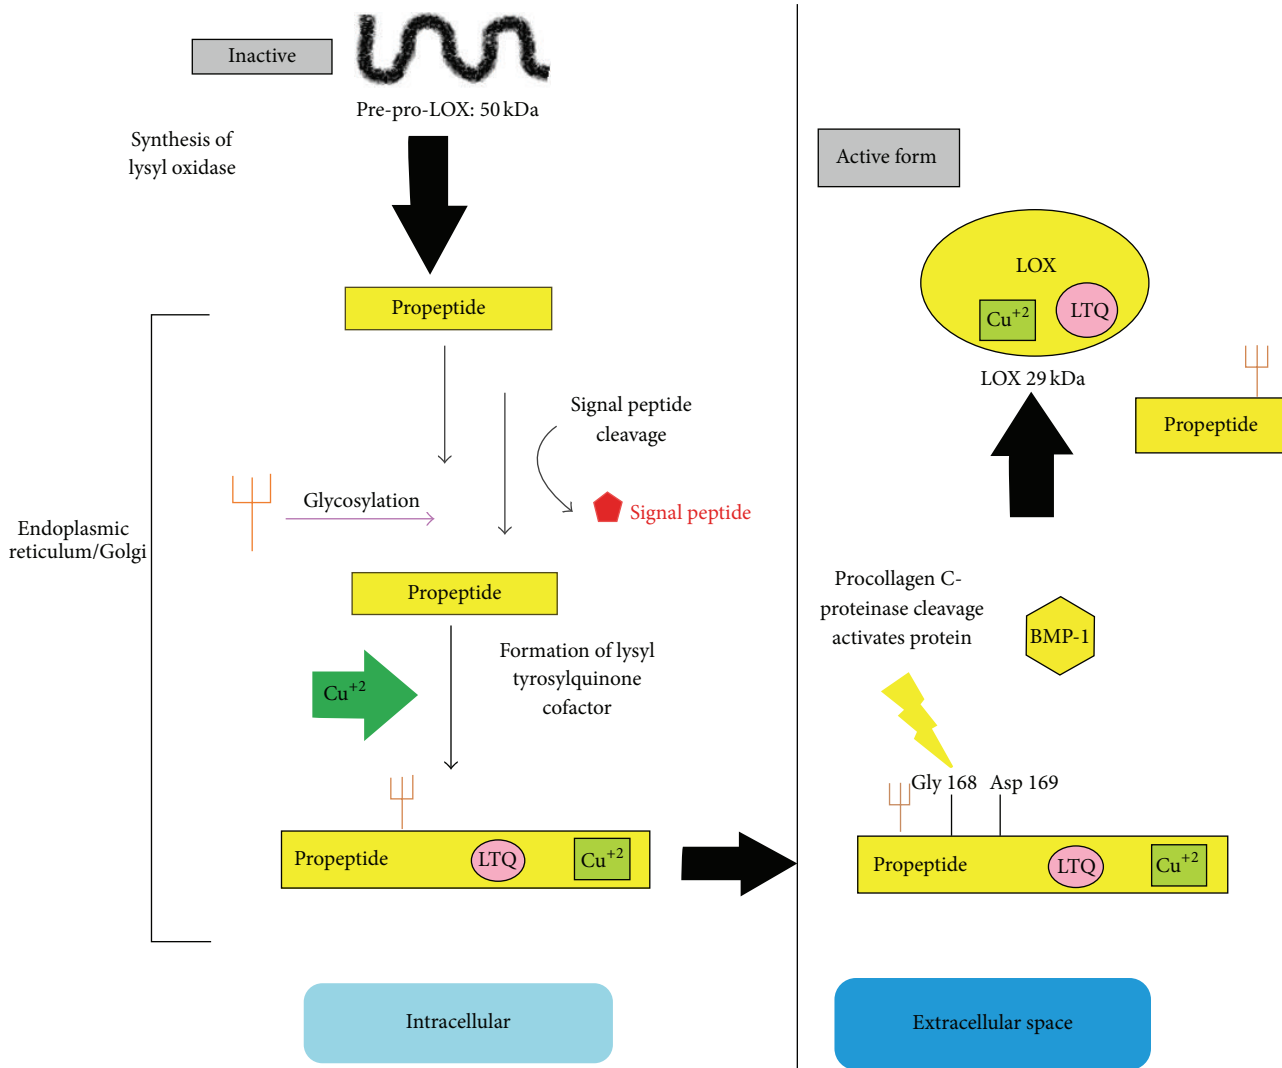 Inactive
Pre-pro-LOX: 50 kDa
Synthesis of
lysyl oxidase
Propeptide
Signal peptide
cleavage
Glycosylation
Signal peptide
Endoplasmic
reticulum/Golgi
Propeptide
Formation of lysyl
tyrosylquinone
cofactor
Cu+2
Propeptide
LTQ
Cu+2
Intracellular
Active form
LOX
Cu+2
LTQ
LOX 29 kDa
Propeptide
Procollagen C-
proteinase cleavage
activates protein
BMP-1
Gly 168
Asp 169
Propeptide
LTQ
Cu+2
Extracellular space